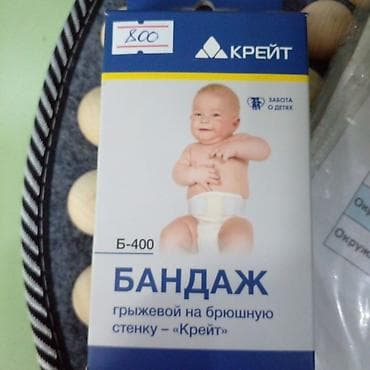 800
КРЕЙТ
ЗАБОТА
О ДЕТЯХ
Б-400
БАНДАЖ
грыжевой на брюшную
стенку – «Крейт»